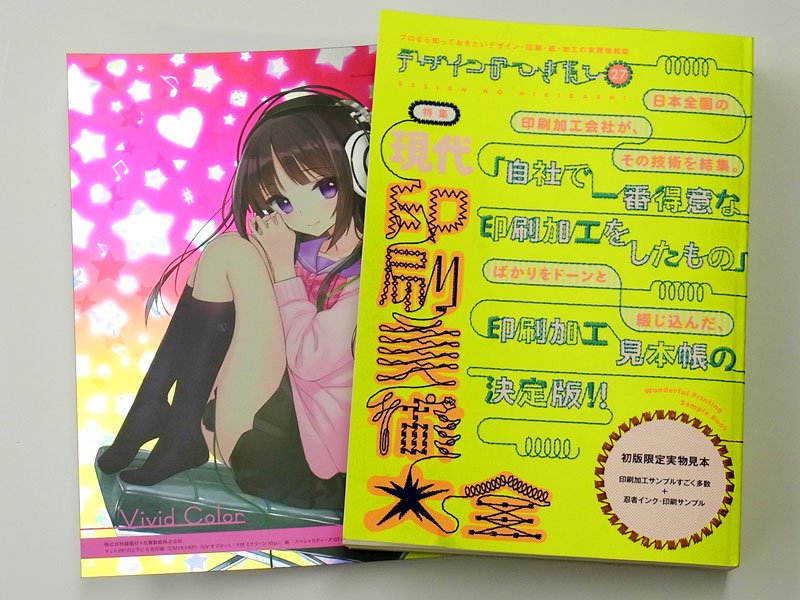 プロなら知っておきたいデザイン・印刷・紙・加工の実践情報誌
デザインのひきだし 27
DESIGN NO HIKIDASHI
特集
現代
印刷美術大全
日本全国の
印刷加工会社が、
その技術を結集。
「自社で一番得意な
印刷加工をしたもの」
ばかりをドーンと
綴じ込んだ、
印刷加工見本帳の
決定版!!
Wonderful Printing
Sample Book
初版限定実物見本
印刷加工サンプルすごく多数
+
忍者インク・印刷サンプル
Vivid Color